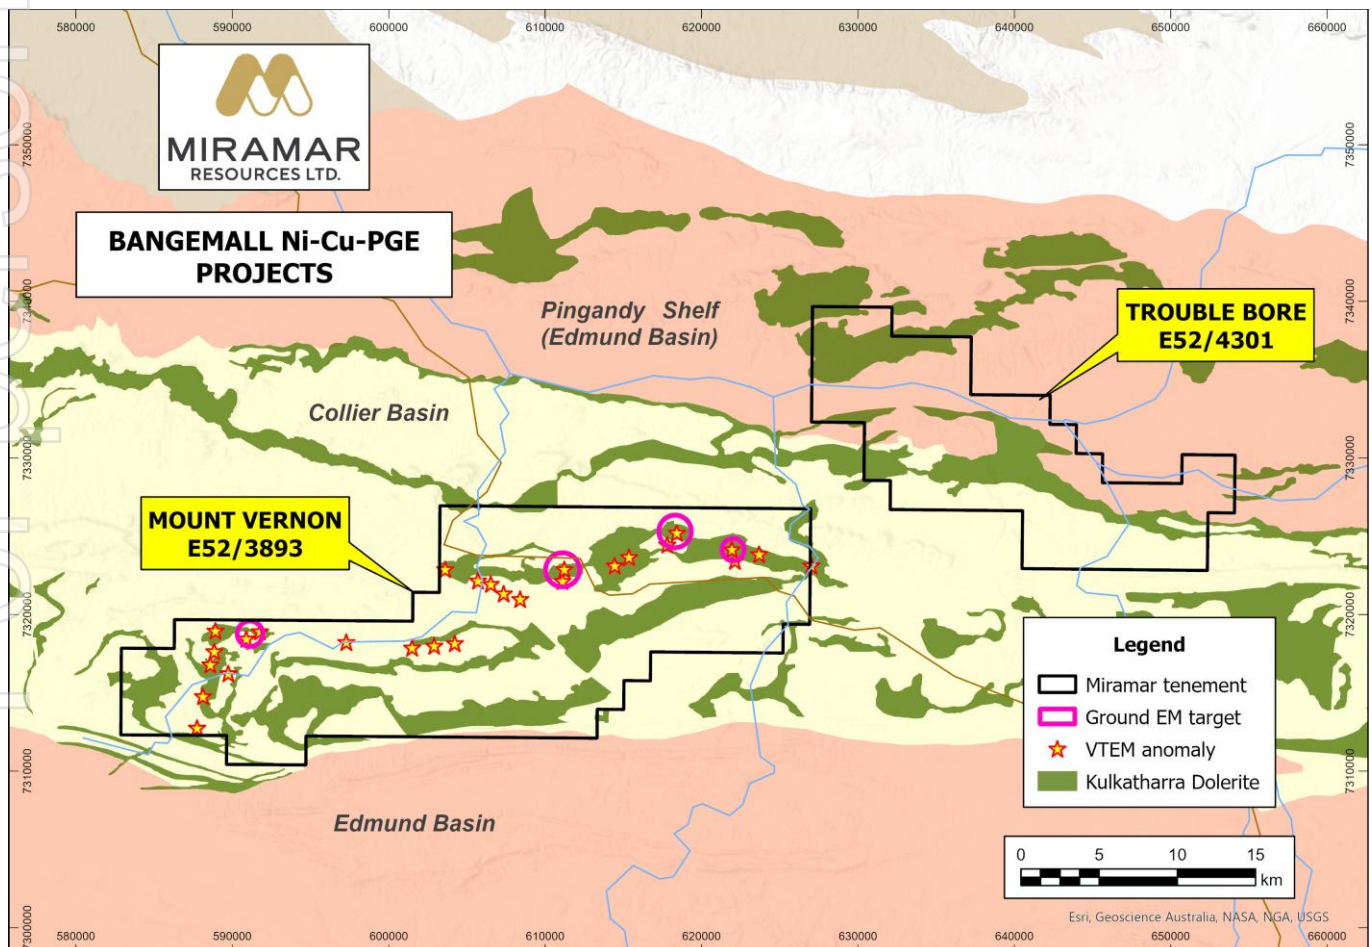 580000 590000 600000 610000 620000 630000 640000 650000 660000
MIRAMAR
RESOURCES LTD.
BANGEMALL Ni-Cu-PGE
PROJECTS
7350000
7350000
7340000
7340000
Pingandy Shelf
(Edmund Basin)
TROUBLE BORE
E52/4301
Collier Basin
7330000
7330000
MOUNT VERNON
E52/3893
7320000
7320000
Legend
Miramar tenement
Ground EM target
VTEM anomaly
Kulkatharra Dolerite
7310000
7310000
Edmund Basin
0 5 10 15
km
Esri, Geoscience Australia, NASA, NGA, USGS
7300000
7300000
580000 590000 600000 610000 620000 630000 640000 650000 660000